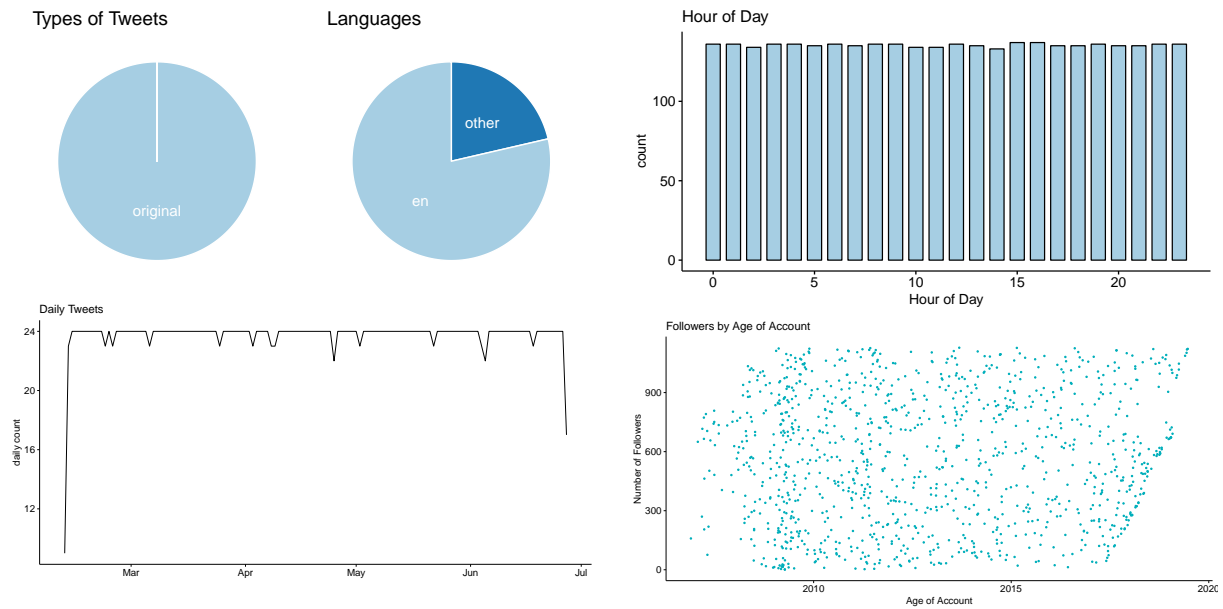 Types of Tweets
original
Languages
other
en
Hour of Day
count
100
50
0
0 5 10 15 20
Hour of Day
Daily Tweets
daily count
24
20
16
12
Mar Apr May Jun Jul
Followers by Age of Account
Number of Followers
900
600
300
0
2010 2015 2020
Age of Account